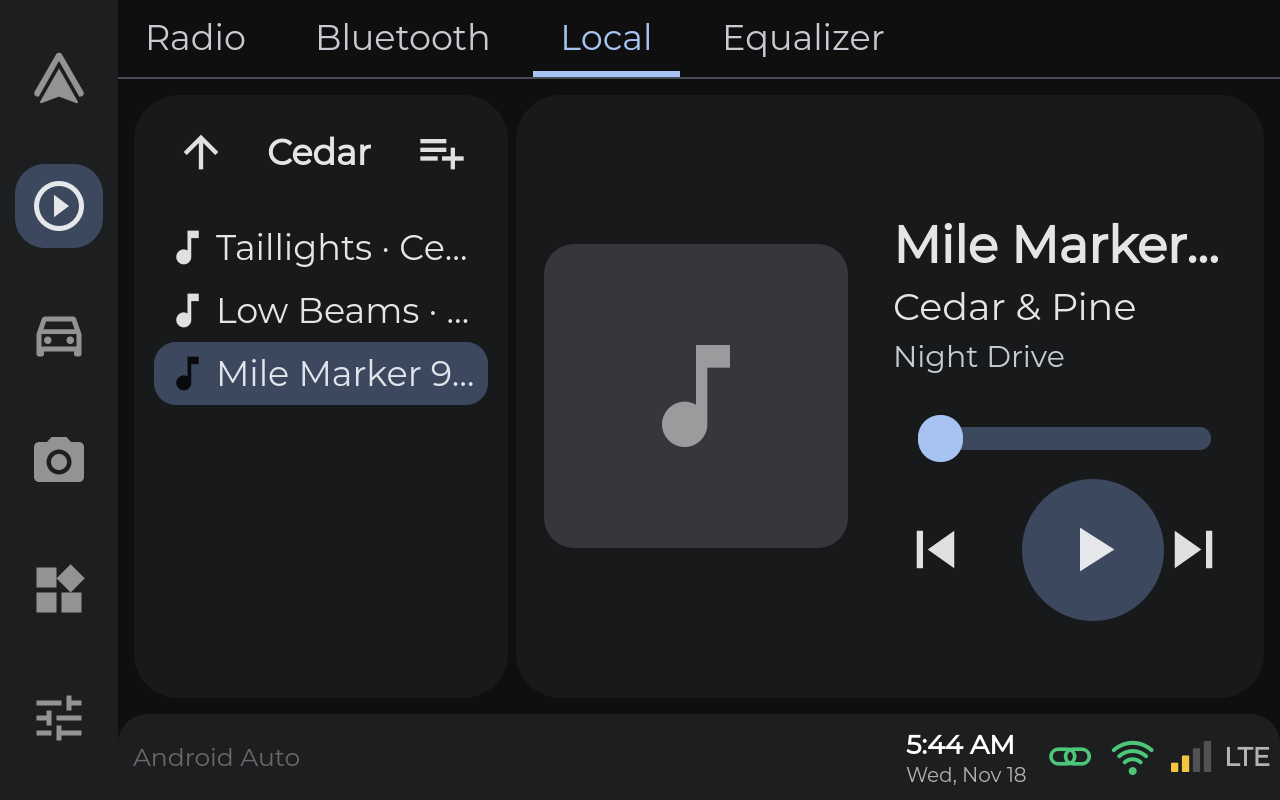 Radio Bluetooth Local Equalizer
Cedar
Taillights · Ce...
Low Beams · ...
Mile Marker 9...
Mile Marker...
Cedar & Pine
Night Drive
Android Auto
5:44 AM
Wed, Nov 18
LTE